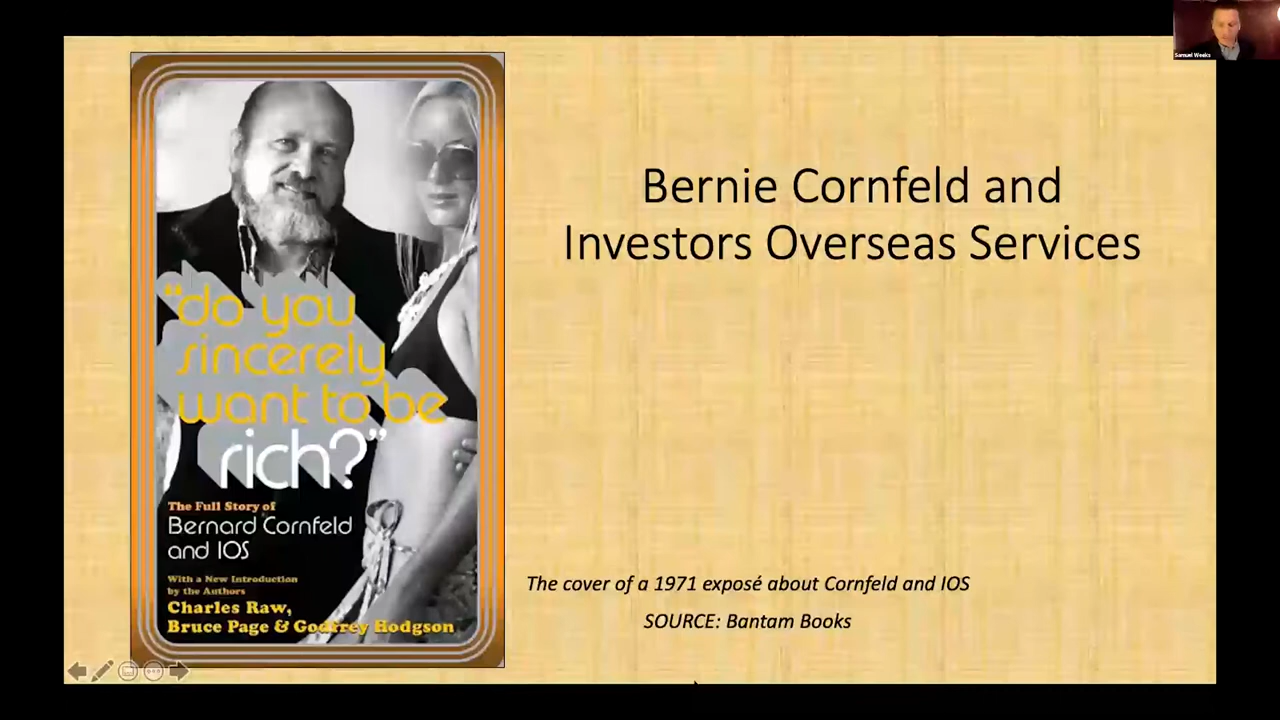 Samuel Weeks
Bernie Cornfeld and
Investors Overseas Services
"do you
sincerely
want to be
rich?"
The Full Story of
Bernard Cornfeld
and IOS
With a New Introduction
by the Authors
Charles Raw,
Bruce Page & Godfrey Hodgson
The cover of a 1971 exposé about Cornfeld and IOS
SOURCE: Bantam Books